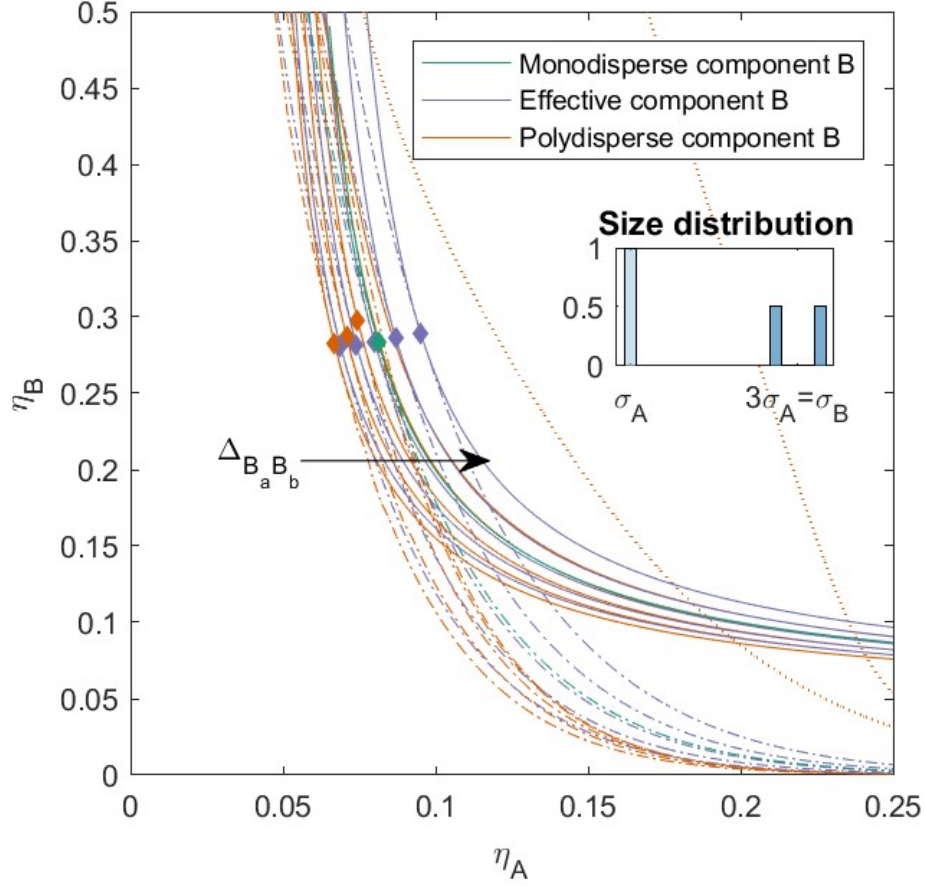 0.5
0.45
0.4
0.35
0.3
0.25
0.2
0.15
0.1
0.05
0
η_B
Monodisperse component B
Effective component B
Polydisperse component B
Size distribution
1
0.5
0
σ_A
3σ_A=σ_B
Δ_{B_aB_b}
0
0.05
0.1
0.15
0.2
0.25
η_A